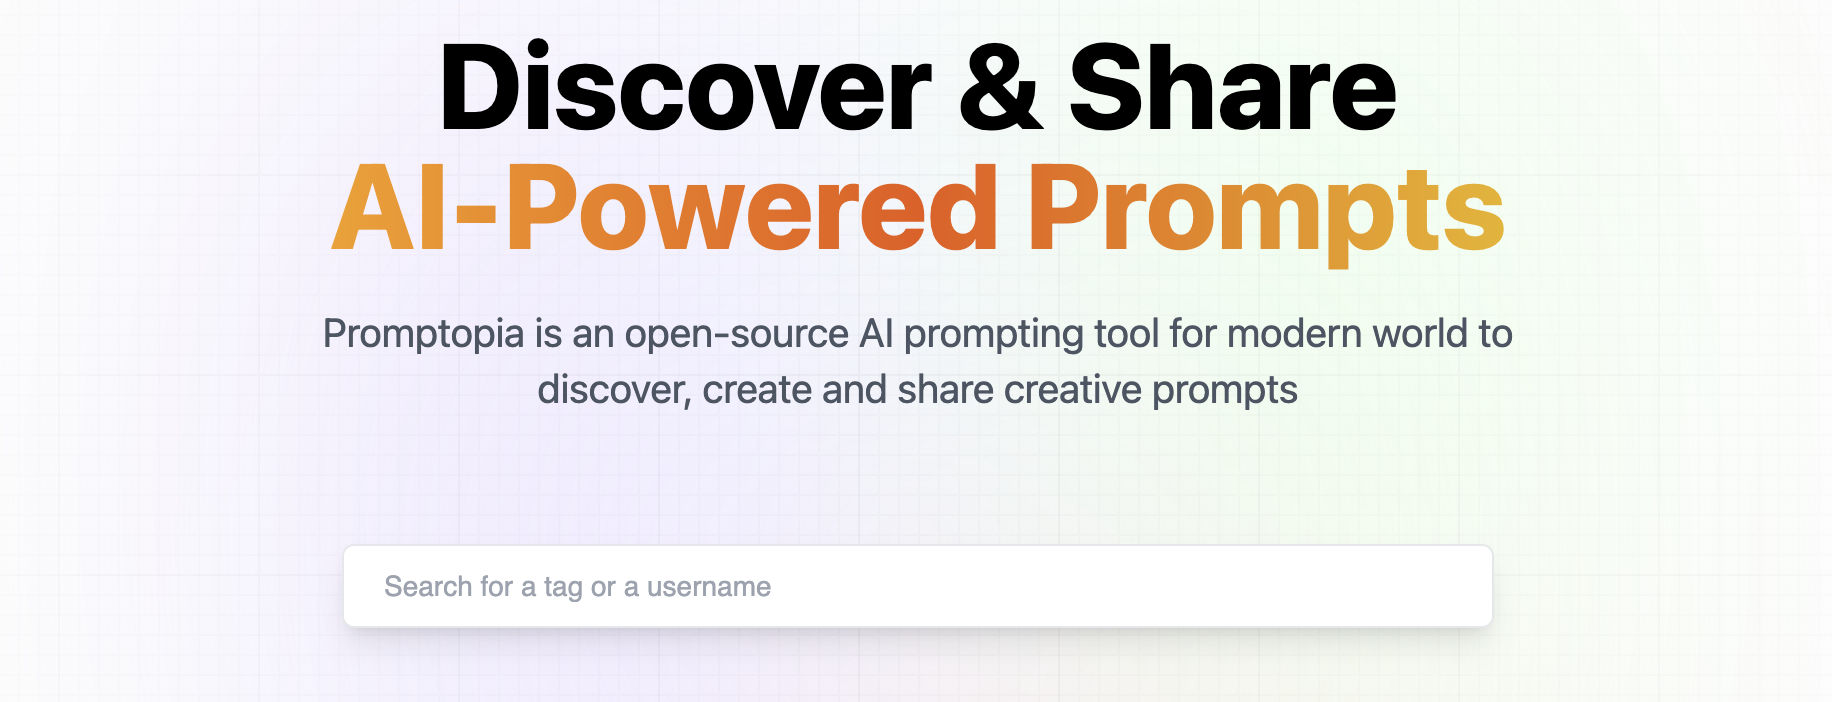 Discover & Share
AI-Powered Prompts
Promptopia is an open-source AI prompting tool for modern world to
discover, create and share creative prompts
Search for a tag or a username